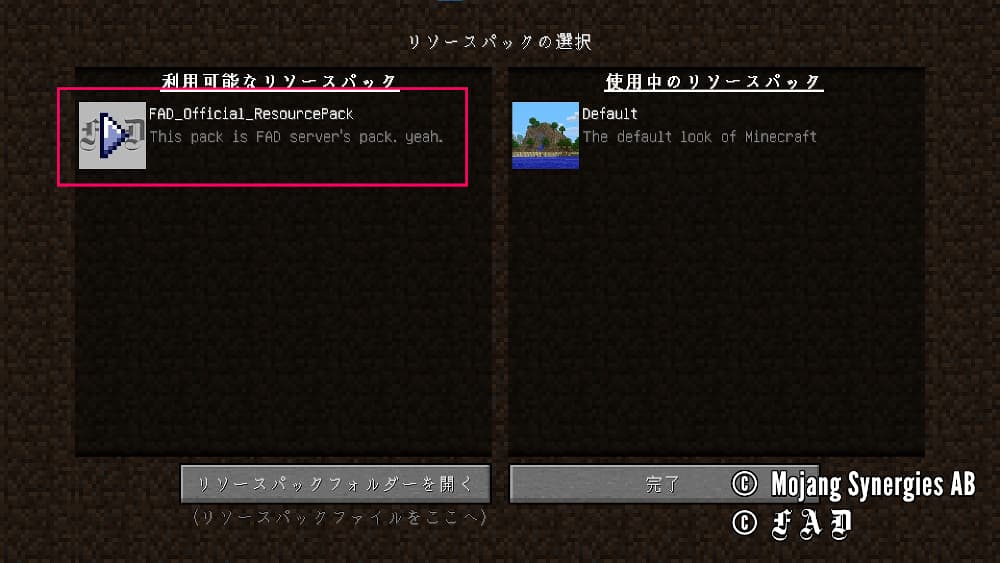 リソースパックの選択
利用可能なリソースパック
FAD_Official_ResourcePack
This pack is FAD server's pack. yeah.
使用中のリソースパック
Default
The default look of Minecraft
リソースパックフォルダーを開く
(リソースパックファイルをここへ)
完了
© Mojang Synergies AB
© FAD